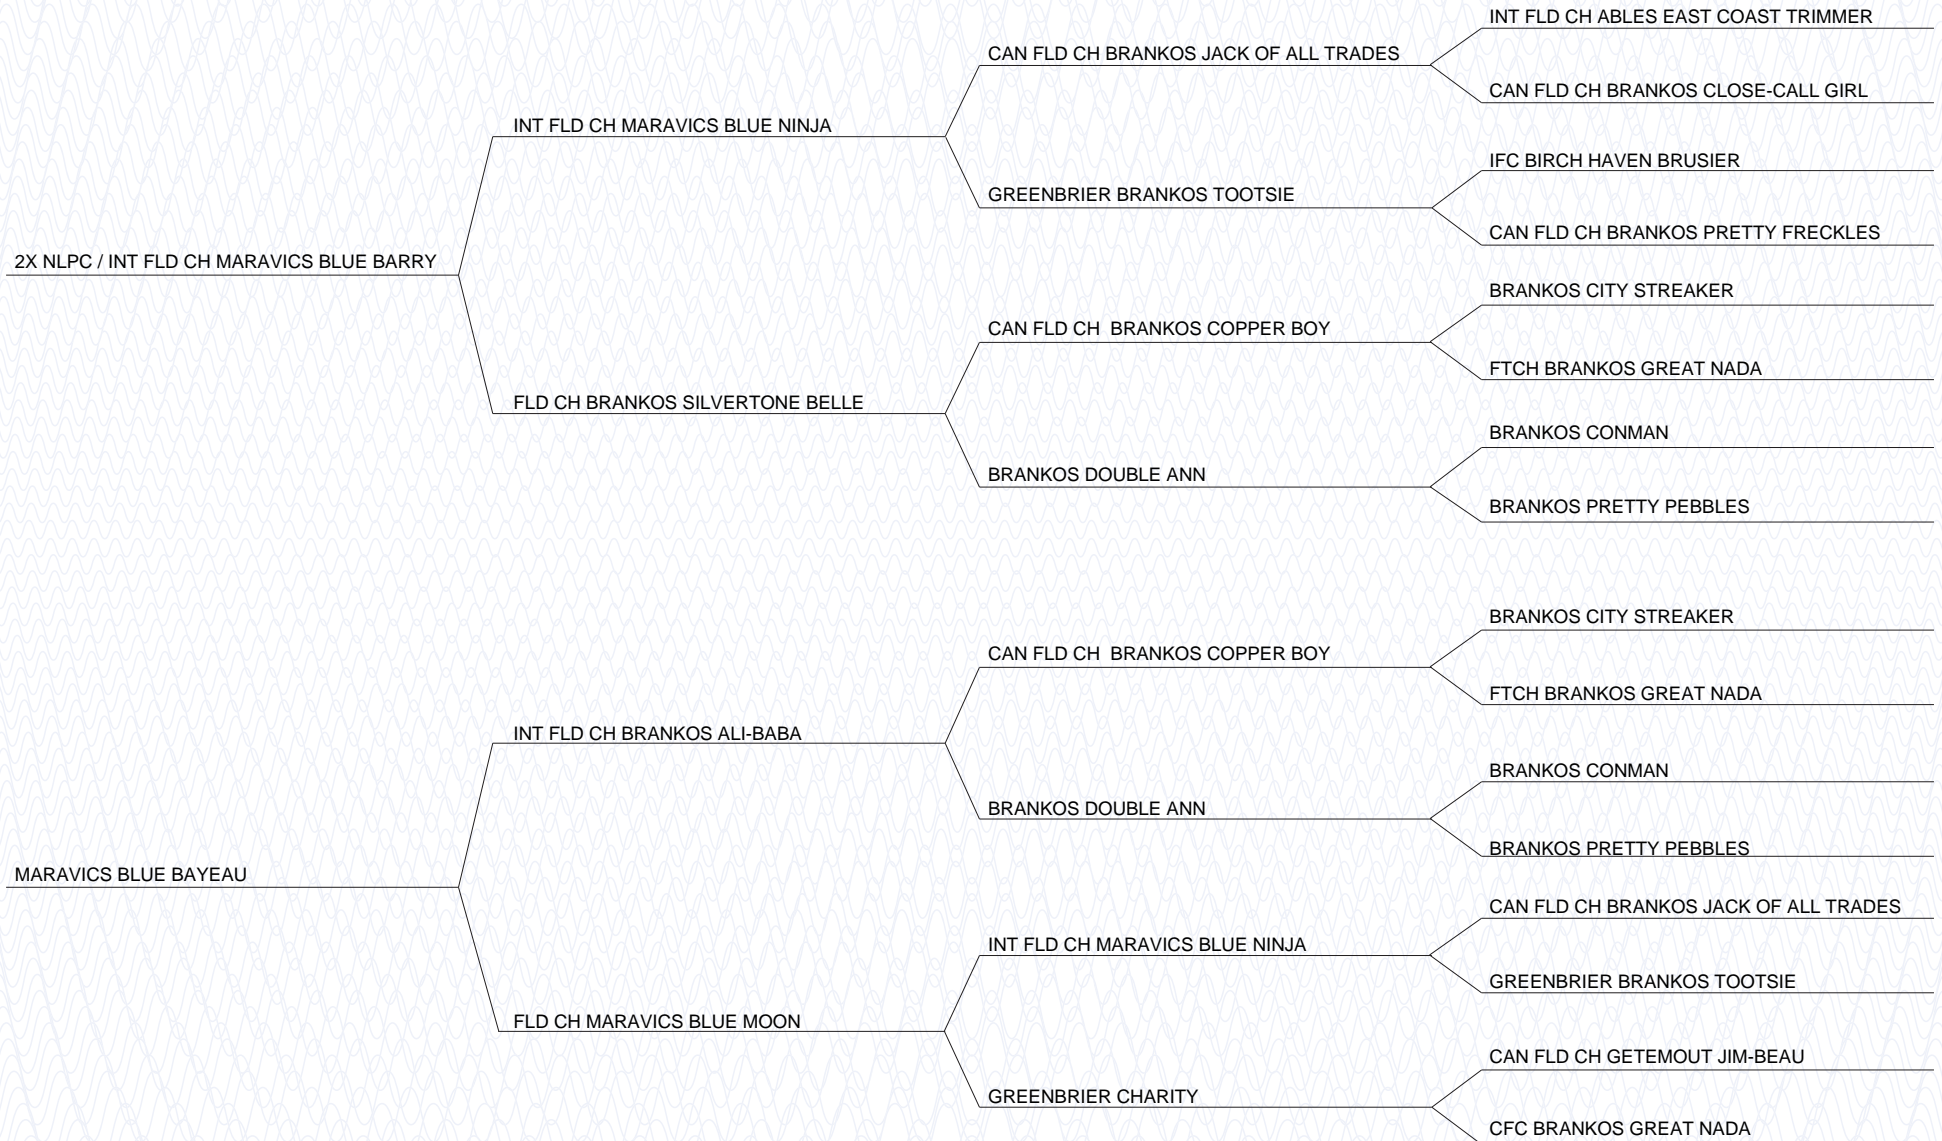 INT FLD CH ABLES EAST COAST TRIMMER
CAN FLD CH BRANKOS JACK OF ALL TRADES
CAN FLD CH BRANKOS CLOSE-CALL GIRL
INT FLD CH MARAVICS BLUE NINJA
IFC BIRCH HAVEN BRUSIER
GREENBRIER BRANKOS TOOTSIE
CAN FLD CH BRANKOS PRETTY FRECKLES
2X NLPC / INT FLD CH MARAVICS BLUE BARRY
BRANKOS CITY STREAKER
CAN FLD CH  BRANKOS COPPER BOY
FTCH BRANKOS GREAT NADA
FLD CH BRANKOS SILVERTONE BELLE
BRANKOS CONMAN
BRANKOS DOUBLE ANN
BRANKOS PRETTY PEBBLES
BRANKOS CITY STREAKER
CAN FLD CH  BRANKOS COPPER BOY
FTCH BRANKOS GREAT NADA
INT FLD CH BRANKOS ALI-BABA
BRANKOS CONMAN
BRANKOS DOUBLE ANN
BRANKOS PRETTY PEBBLES
MARAVICS BLUE BAYEAU
CAN FLD CH BRANKOS JACK OF ALL TRADES
INT FLD CH MARAVICS BLUE NINJA
GREENBRIER BRANKOS TOOTSIE
FLD CH MARAVICS BLUE MOON
CAN FLD CH GETEMOUT JIM-BEAU
GREENBRIER CHARITY
CFC BRANKOS GREAT NADA